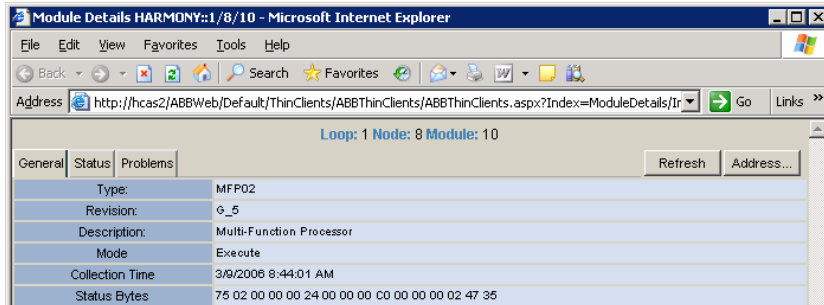 Module Details HARMONY::1/8/10 - Microsoft Internet Explorer
File Edit View Favorites Tools Help
Back Search Favorites
Address http://hcas2/ABBWeb/Default/ThinClients/ABBThinClients/ABBThinClients.aspx?Index=ModuleDetails/Ir Go Links »
Loop: 1 Node: 8 Module: 10
General Status Problems Refresh Address...
Type: MFP02
Revision: G_5
Description: Multi-Function Processor
Mode Execute
Collection Time 3/9/2006 8:44:01 AM
Status Bytes 75 02 00 00 00 24 00 00 00 C0 00 00 00 02 47 35